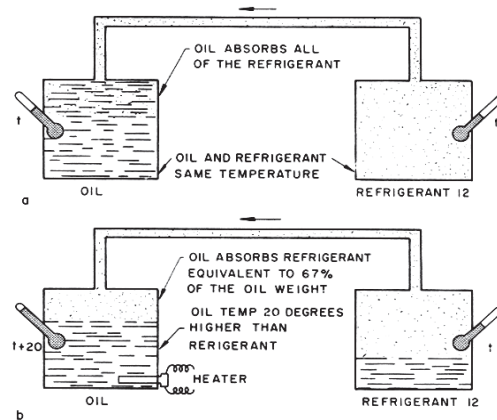 OIL ABSORBS ALL
OF THE REFRIGERANT
t
t
OIL AND REFRIGERANT
SAME TEMPERATURE
OIL
REFRIGERANT 12
a
OIL ABSORBS REFRIGERANT
EQUIVALENT TO 67%
OF THE OIL WEIGHT
OIL TEMP 20 DEGREES
HIGHER THAN
RERIGERANT
t+20
t
HEATER
OIL
REFRIGERANT 12
b